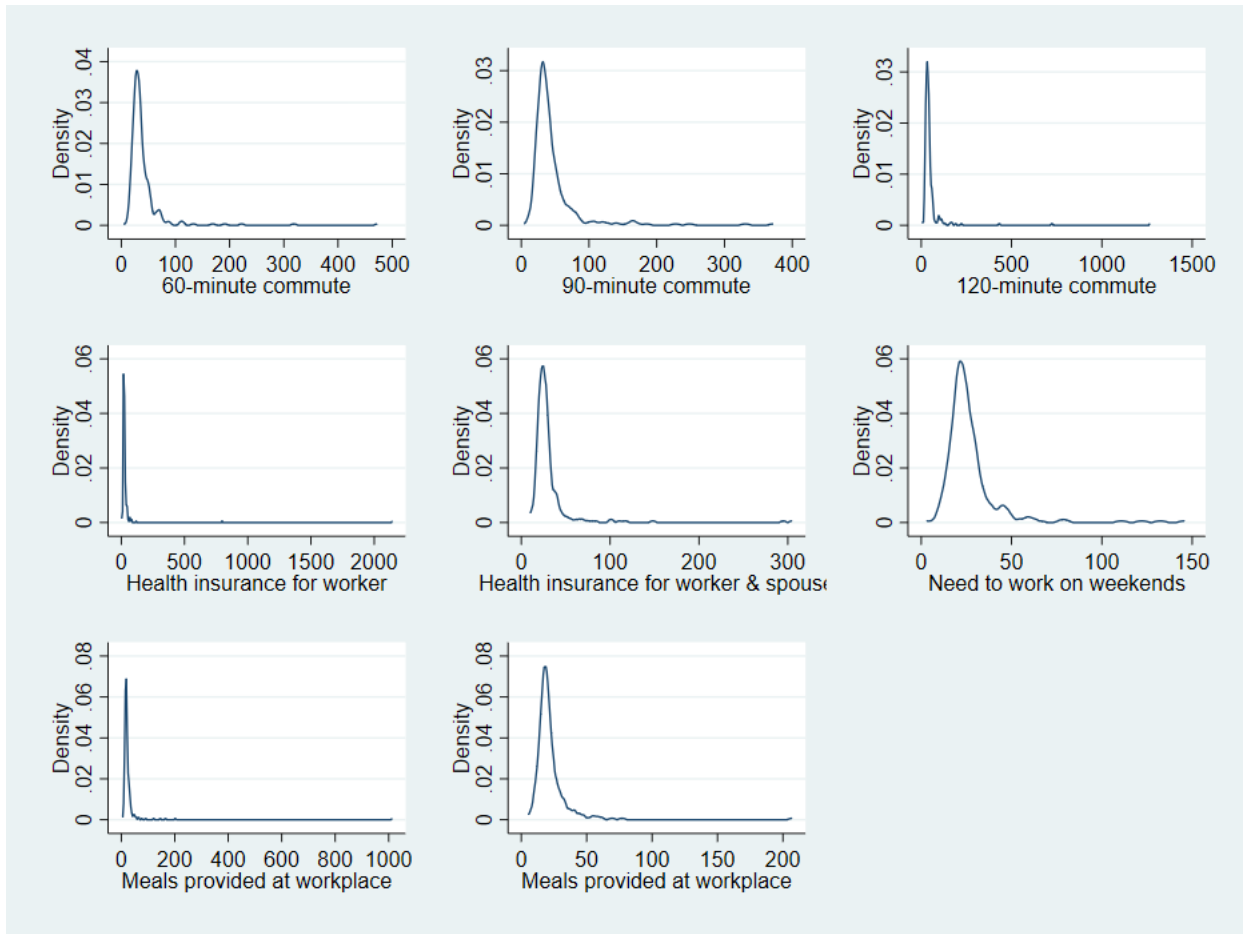 Density
.04
.03
.02
.01
0
0 100 200 300 400 500
60-minute commute
Density
.03
.02
.01
0
0 100 200 300 400
90-minute commute
Density
.03
.02
.01
0
0 500 1000 1500
120-minute commute
Density
.06
.04
.02
0
0 500 1000 1500 2000
Health insurance for worker
Density
.06
.04
.02
0
0 100 200 300
Health insurance for worker & spouse
Density
.06
.04
.02
0
0 50 100 150
Need to work on weekends
Density
.08
.06
.04
.02
0
0 200 400 600 800 1000
Meals provided at workplace
Density
.08
.06
.04
.02
0
0 50 100 150 200
Meals provided at workplace